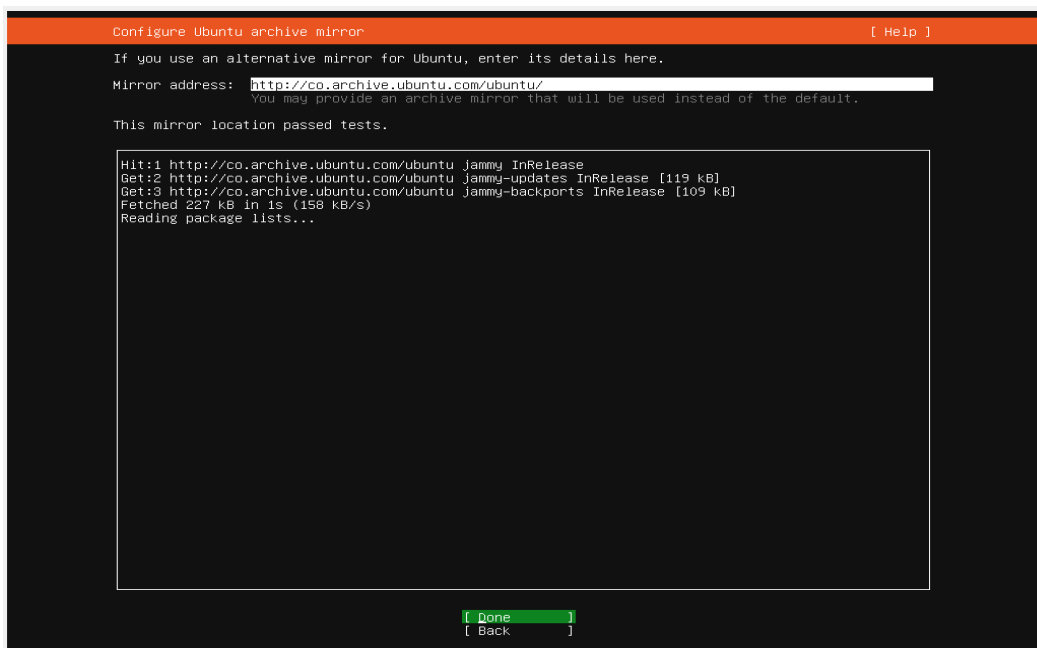 Configure Ubuntu archive mirror [ Help ]
If you use an alternative mirror for Ubuntu, enter its details here.
Mirror address: http://co.archive.ubuntu.com/ubuntu/
You may provide an archive mirror that will be used instead of the default.
This mirror location passed tests.
Hit:1 http://co.archive.ubuntu.com/ubuntu jammy InRelease
Get:2 http://co.archive.ubuntu.com/ubuntu jammy-updates InRelease [119 kB]
Get:3 http://co.archive.ubuntu.com/ubuntu jammy-backports InRelease [109 kB]
Fetched 227 kB in 1s (158 kB/s)
Reading package lists...
[ Done ]
[ Back ]